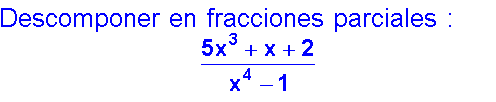 Descomponer en fracciones parciales :
5x³ + x + 2
x⁴ − 1